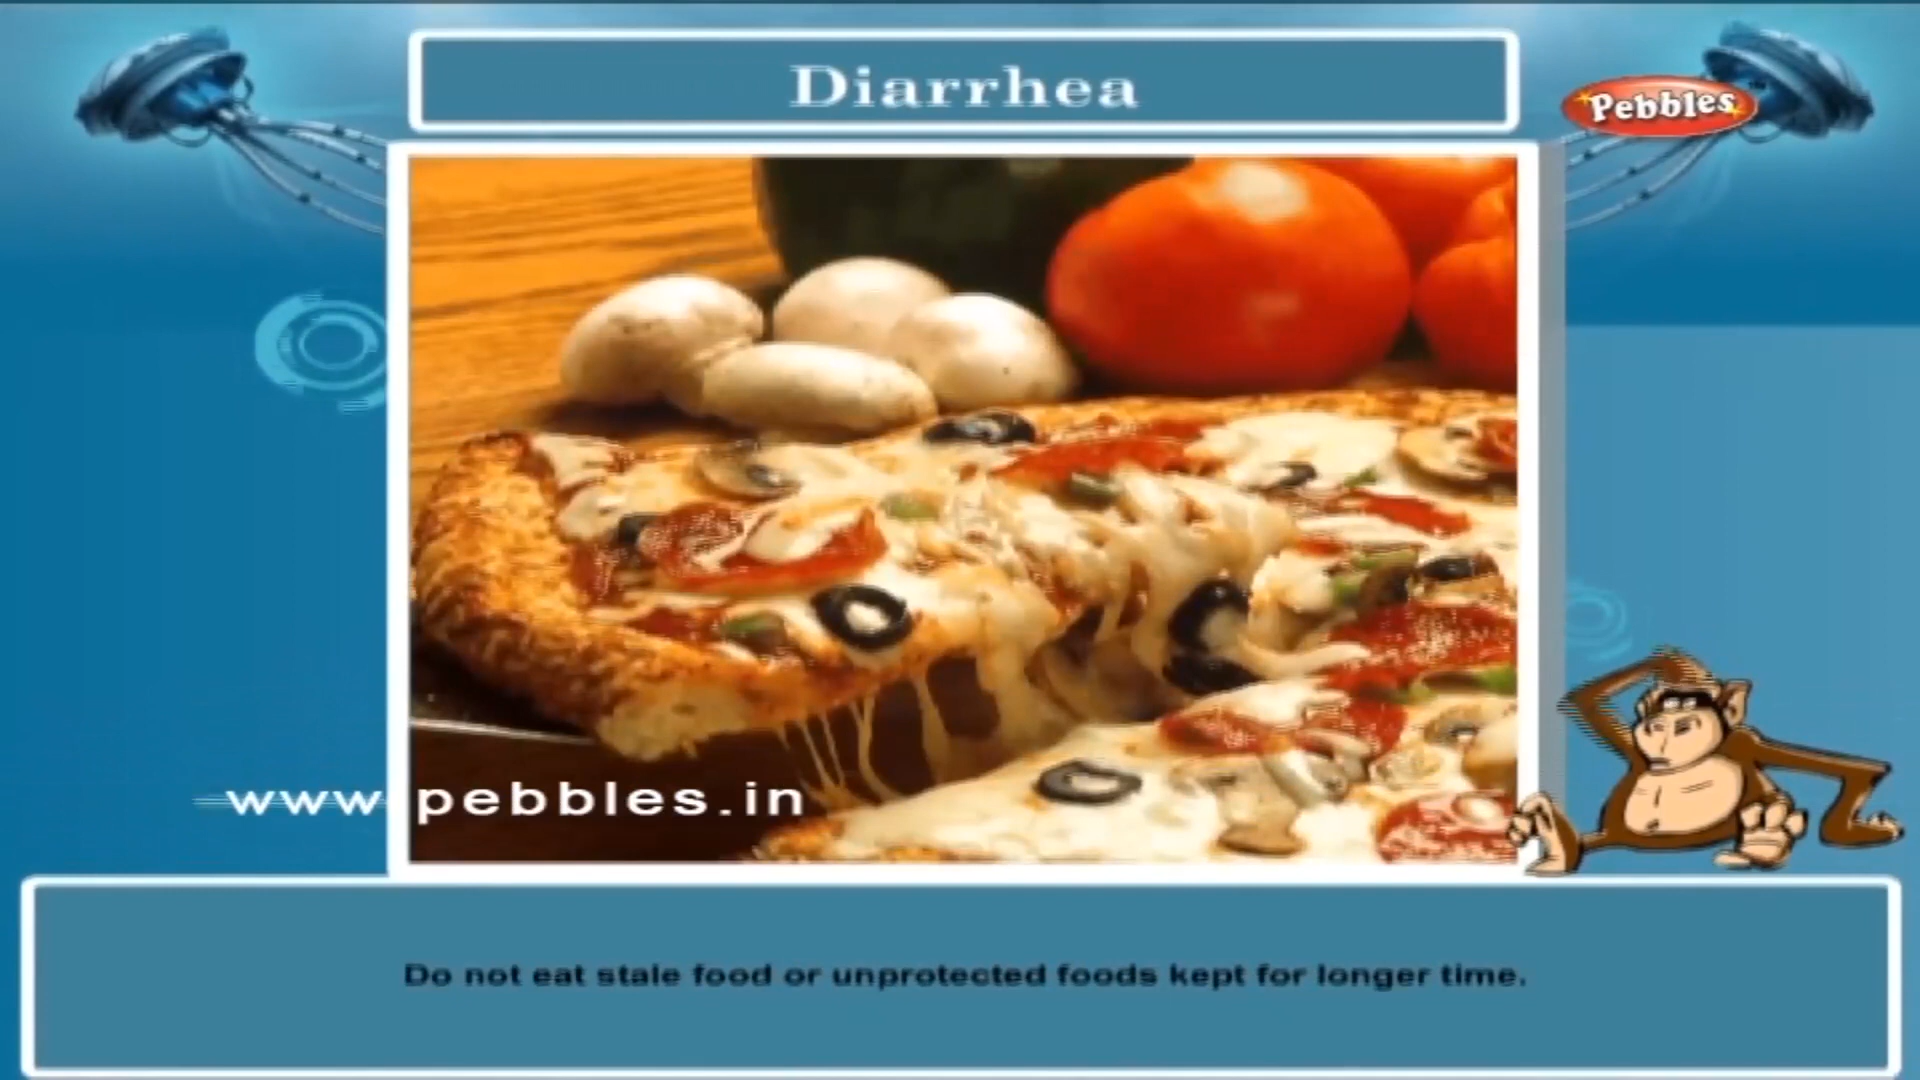 Diarrhea
Pebbles
www.pebbles.in
Do not eat stale food or unprotected foods kept for longer time.